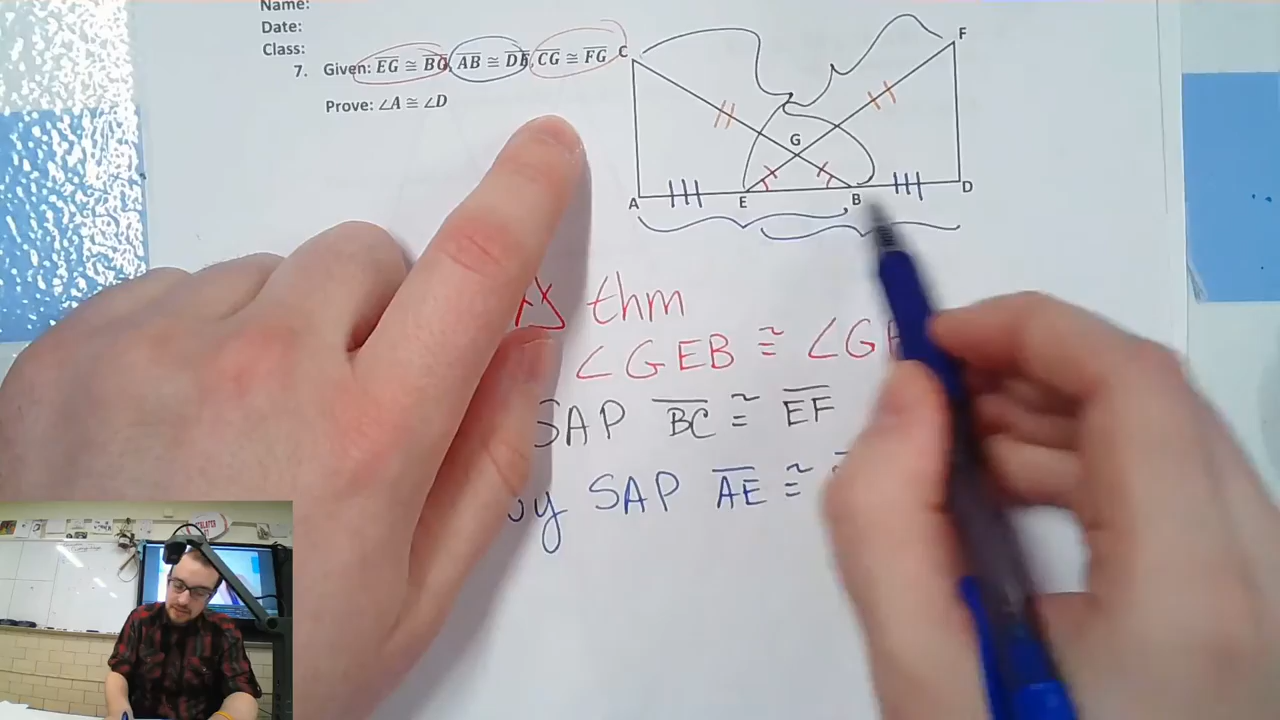 Name:
Date:
Class:
7. Given: EG ≅ BG, AB ≅ DE, CG ≅ FG
Prove: ∠A ≅ ∠D
C
F
G
A
E
B
D
thm
∠GEB ≅ ∠G
SAP BC ≅ EF
by SAP AE ≅